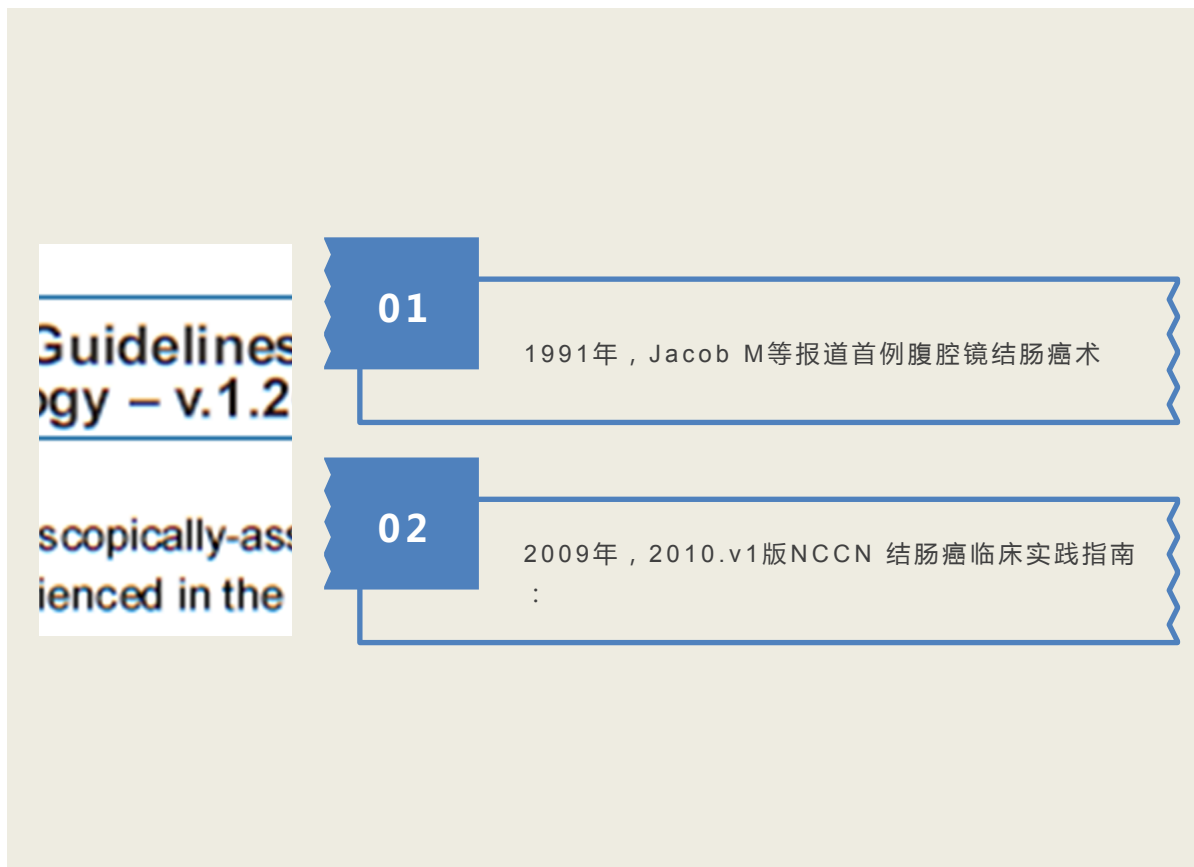 Guidelines
ogy – v.1.2
scopically-ass
ienced in the
01
1991年，Jacob M等报道首例腹腔镜结肠癌术
02
2009年，2010.v1版NCCN 结肠癌临床实践指南
：